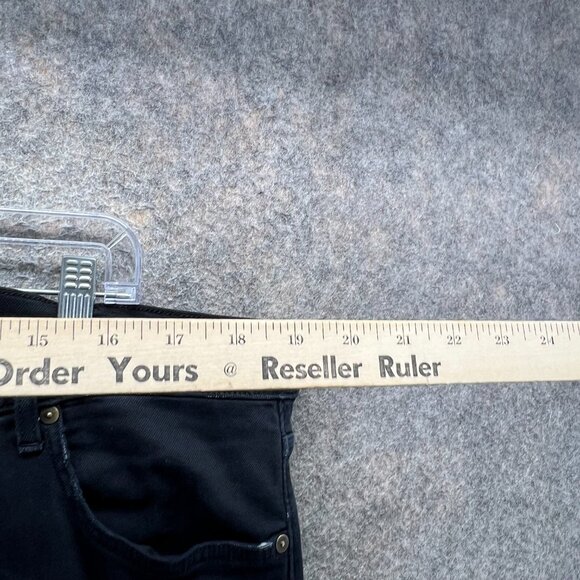 15 16 17 18 19 20 21 22 23 24
Order Yours @ Reseller Ruler